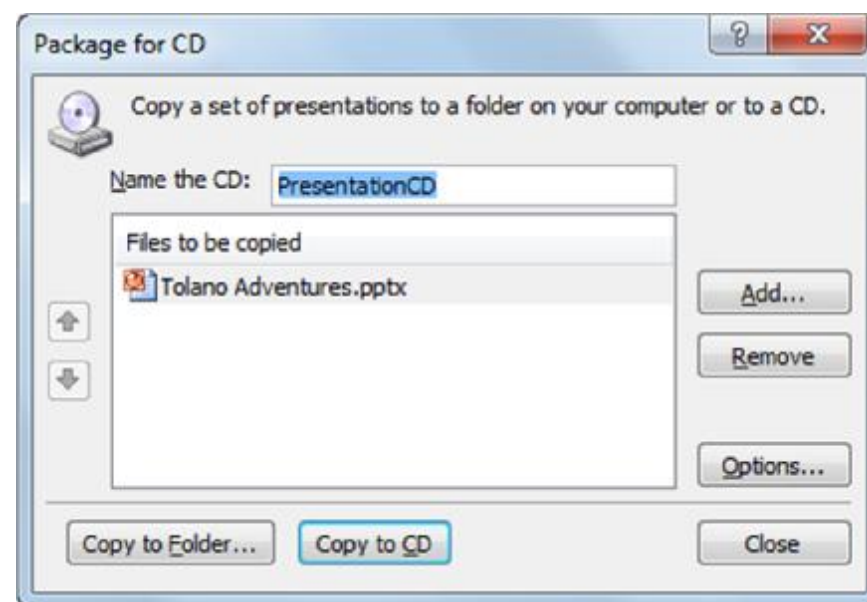 Package for CD
?
Copy a set of presentations to a folder on your computer or to a CD.
Name the CD: PresentationCD
Files to be copied
Tolano Adventures.pptx
Add...
Remove
Options...
Copy to Folder... Copy to CD Close